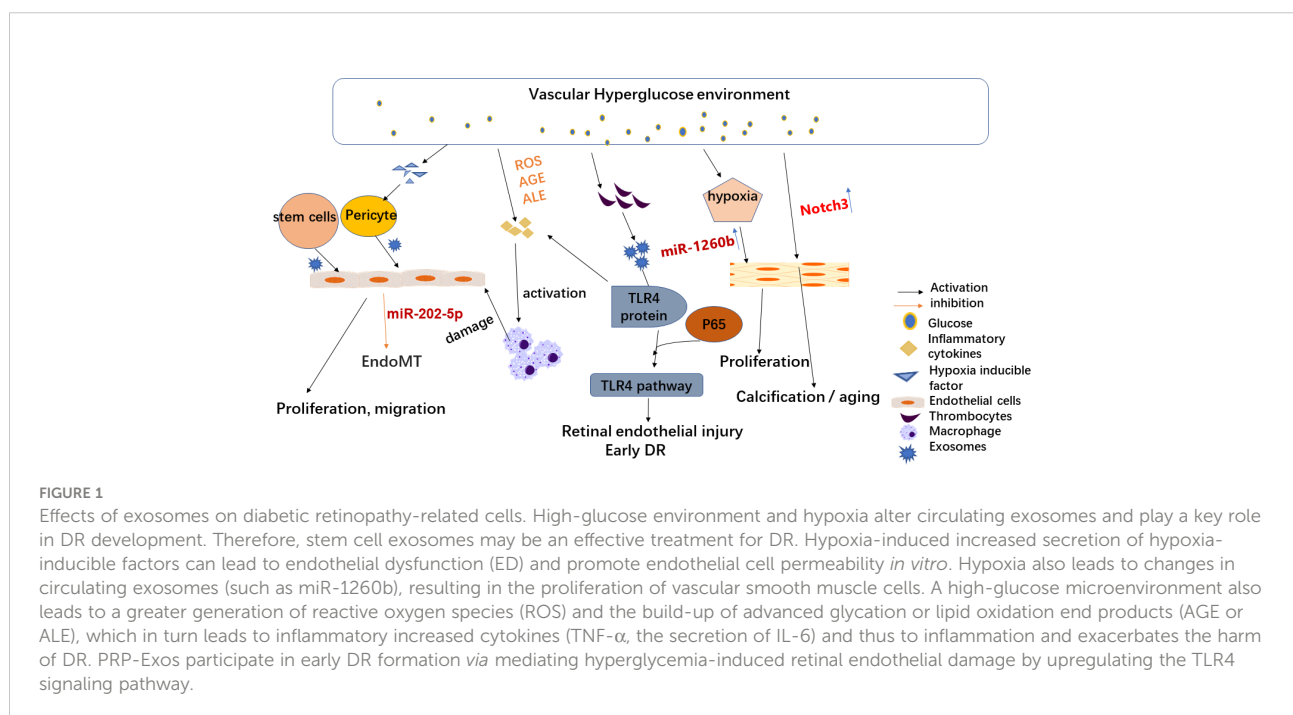 Vascular Hyperglucose environment
ROS
AGE
ALE
hypoxia
Notch3
stem cells
Pericyte
miR-1260b
activation
TLR4
protein
P65
miR-202-5p
damage
EndoMT
Proliferation
TLR4 pathway
Calcification / aging
Proliferation, migration
Retinal endothelial injury
Early DR
Activation
inhibition
Glucose
Inflammatory
cytokines
Hypoxia inducible
factor
Endothelial cells
Thrombocytes
Macrophage
Exosomes
FIGURE 1
Effects of exosomes on diabetic retinopathy-related cells. High-glucose environment and hypoxia alter circulating exosomes and play a key role
in DR development. Therefore, stem cell exosomes may be an effective treatment for DR. Hypoxia-induced increased secretion of hypoxia-
inducible factors can lead to endothelial dysfunction (ED) and promote endothelial cell permeability in vitro. Hypoxia also leads to changes in
circulating exosomes (such as miR-1260b), resulting in the proliferation of vascular smooth muscle cells. A high-glucose microenvironment also
leads to a greater generation of reactive oxygen species (ROS) and the build-up of advanced glycation or lipid oxidation end products (AGE or
ALE), which in turn leads to inflammatory increased cytokines (TNF-α, the secretion of IL-6) and thus to inflammation and exacerbates the harm
of DR. PRP-Exos participate in early DR formation via mediating hyperglycemia-induced retinal endothelial damage by upregulating the TLR4
signaling pathway.